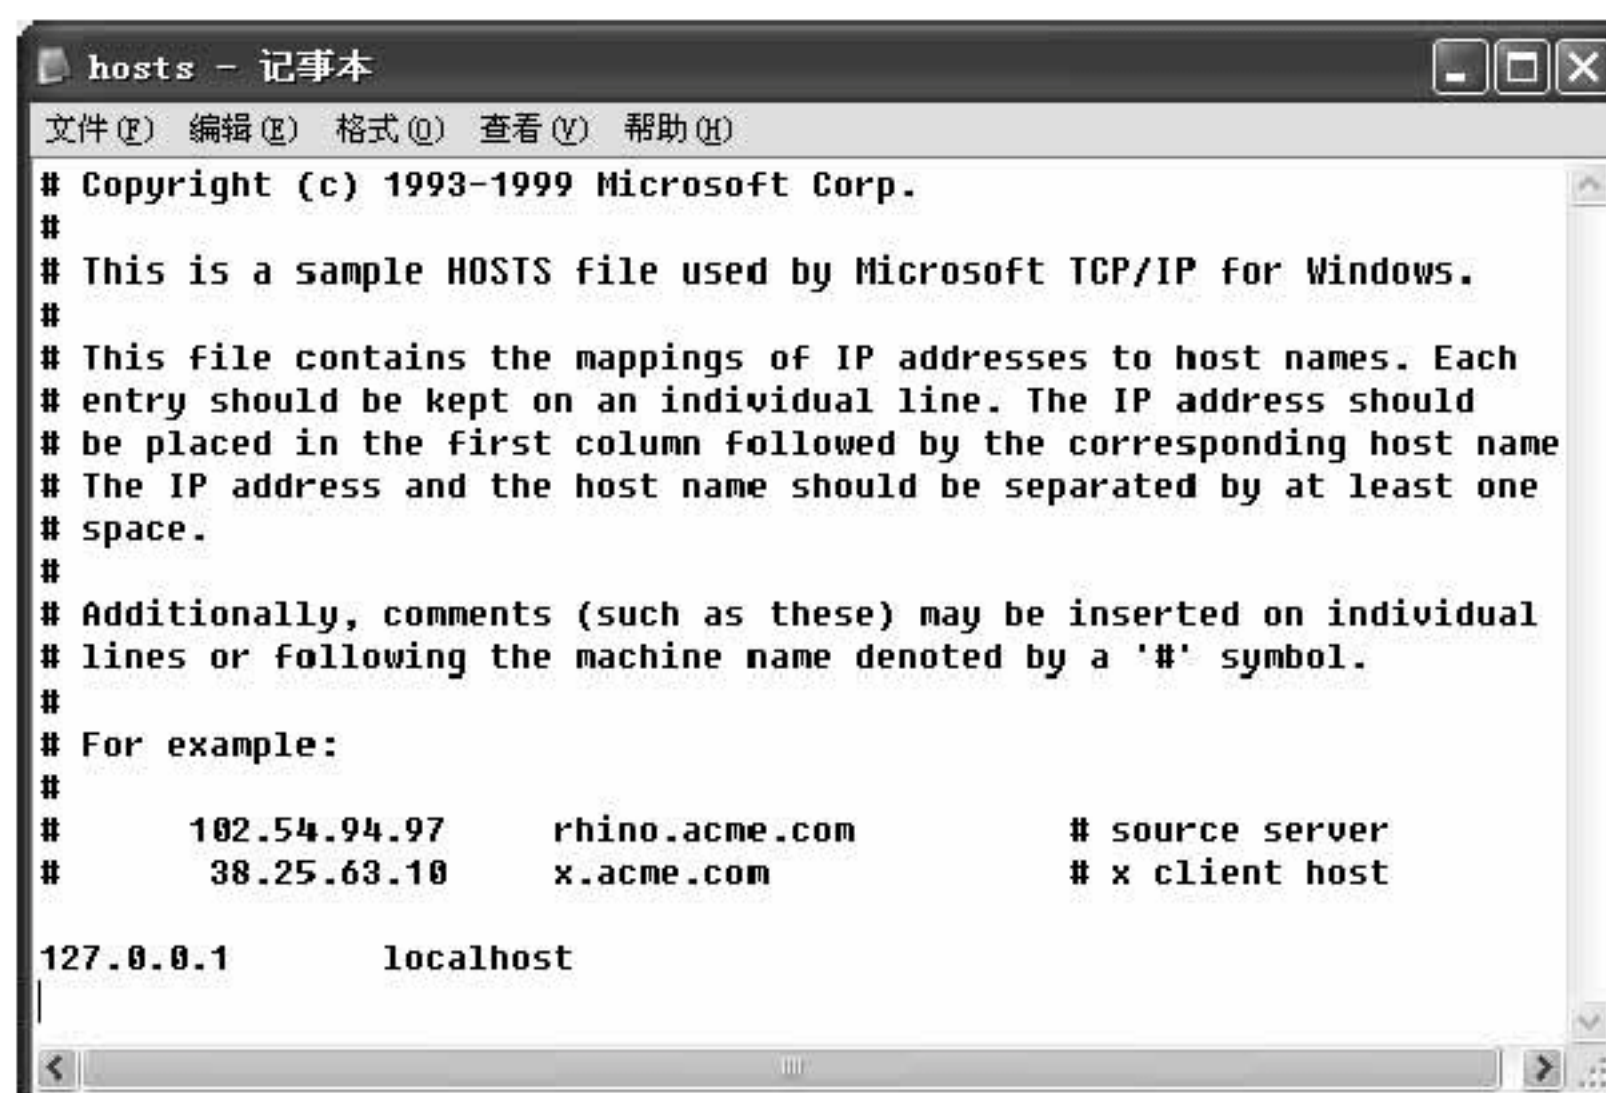 hosts - 记事本
文件(F) 编辑(E) 格式(O) 查看(V) 帮助(H)
# Copyright (c) 1993-1999 Microsoft Corp.
#
# This is a sample HOSTS file used by Microsoft TCP/IP for Windows.
#
# This file contains the mappings of IP addresses to host names. Each
# entry should be kept on an individual line. The IP address should
# be placed in the first column followed by the corresponding host name
# The IP address and the host name should be separated by at least one
# space.
#
# Additionally, comments (such as these) may be inserted on individual
# lines or following the machine name denoted by a '#' symbol.
#
# For example:
#
#      102.54.94.97     rhino.acme.com          # source server
#       38.25.63.10     x.acme.com              # x client host
127.0.0.1       localhost